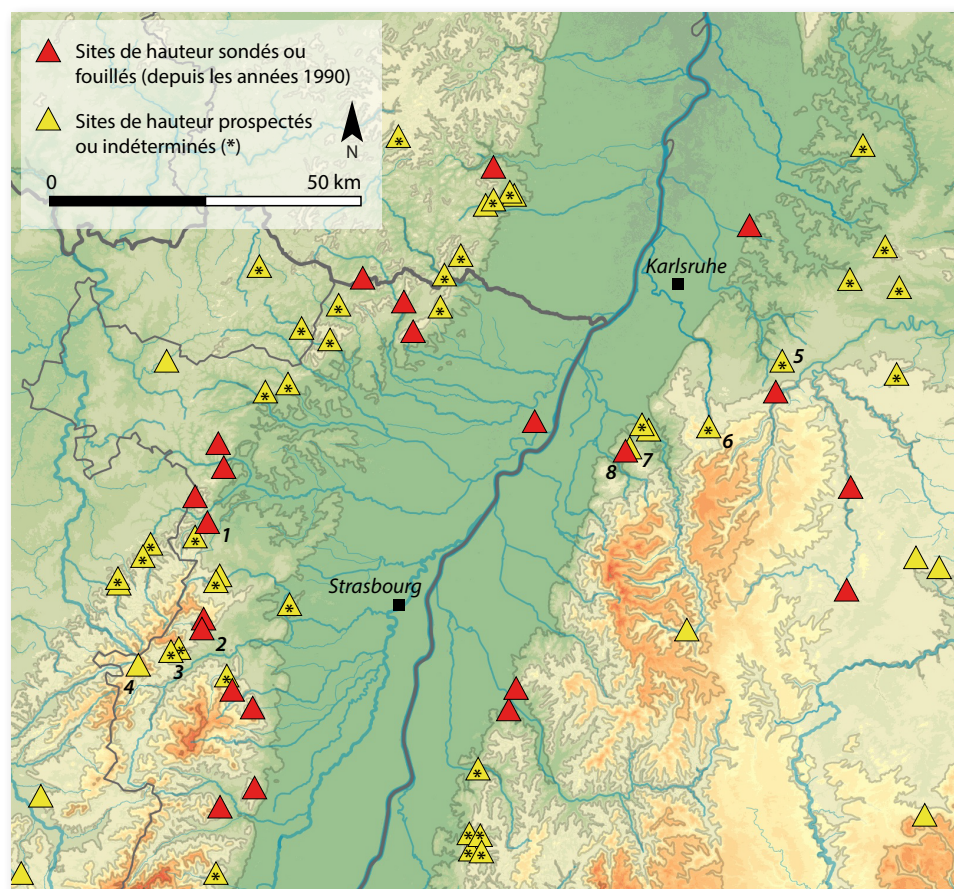 Sites de hauteur sondés ou
fouillés (depuis les années 1990)
Sites de hauteur prospectés
ou indéterminés (*)
N
0 50 km
Karlsruhe
5
6
7
8
1
Strasbourg
2
3
4